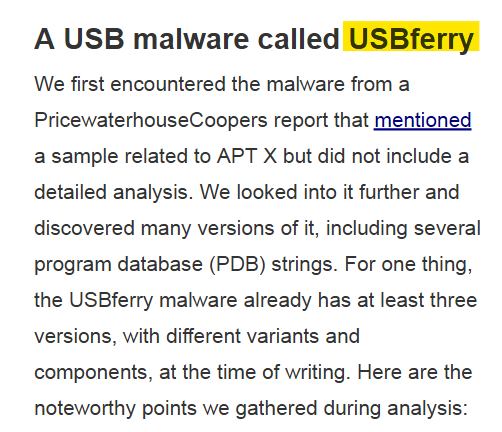 A USB malware called USBferry
We first encountered the malware from a
PricewaterhouseCoopers report that mentioned
a sample related to APT X but did not include a
detailed analysis. We looked into it further and
discovered many versions of it, including several
program database (PDB) strings. For one thing,
the USBferry malware already has at least three
versions, with different variants and
components, at the time of writing. Here are the
noteworthy points we gathered during analysis: